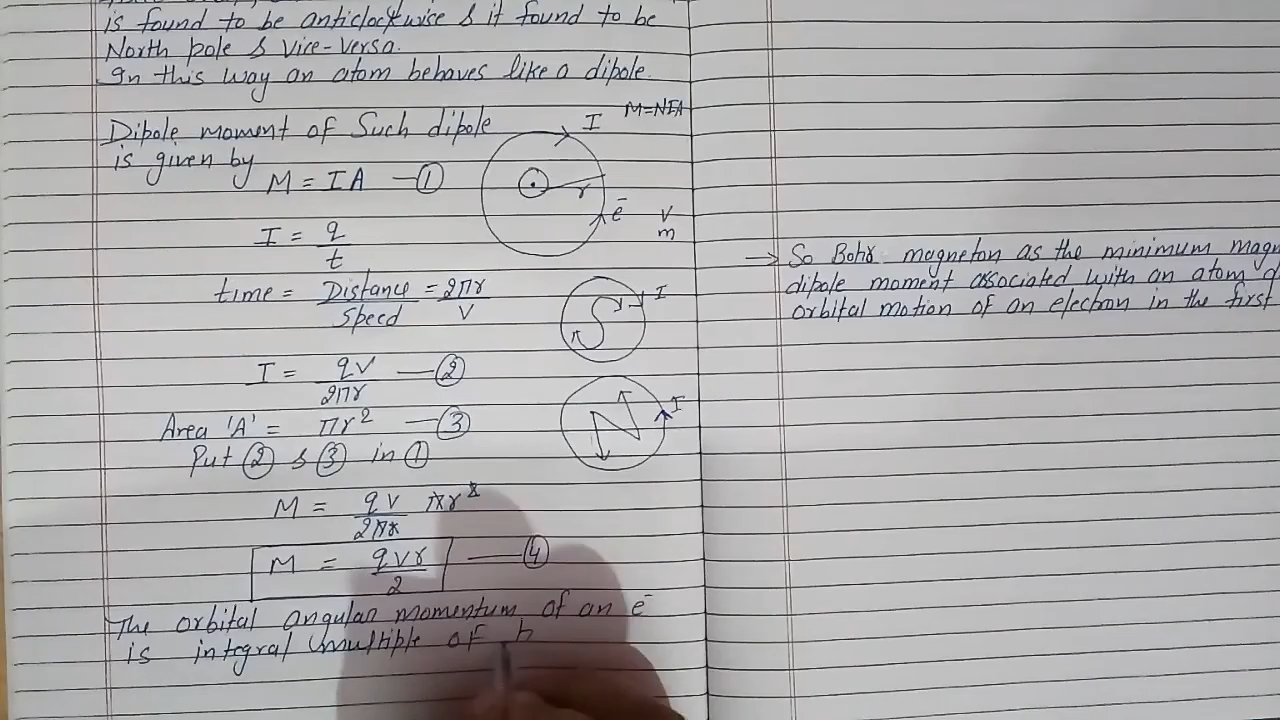 is found to be anticlockwise & it found to be
North pole & vice-versa.
In this way an atom behaves like a dipole.
Dipole moment of Such dipole
is given by
M = IA — ①
I = q/t
time = Distance/Speed = 2πr/V
I = qv/2πr — ②
Area 'A' = πr² — ③
Put ② & ③ in ①
M = qv/2πr πr²
M = qvr/2 — ④
The orbital angular momentum of an e⁻
is integral multiple of h
M=NIA
I
r
e⁻
V
m
S
I
N
I
→ So Bohr magneton as the minimum magn
dipole moment associated with an atom d
orbital motion of an electron in the first